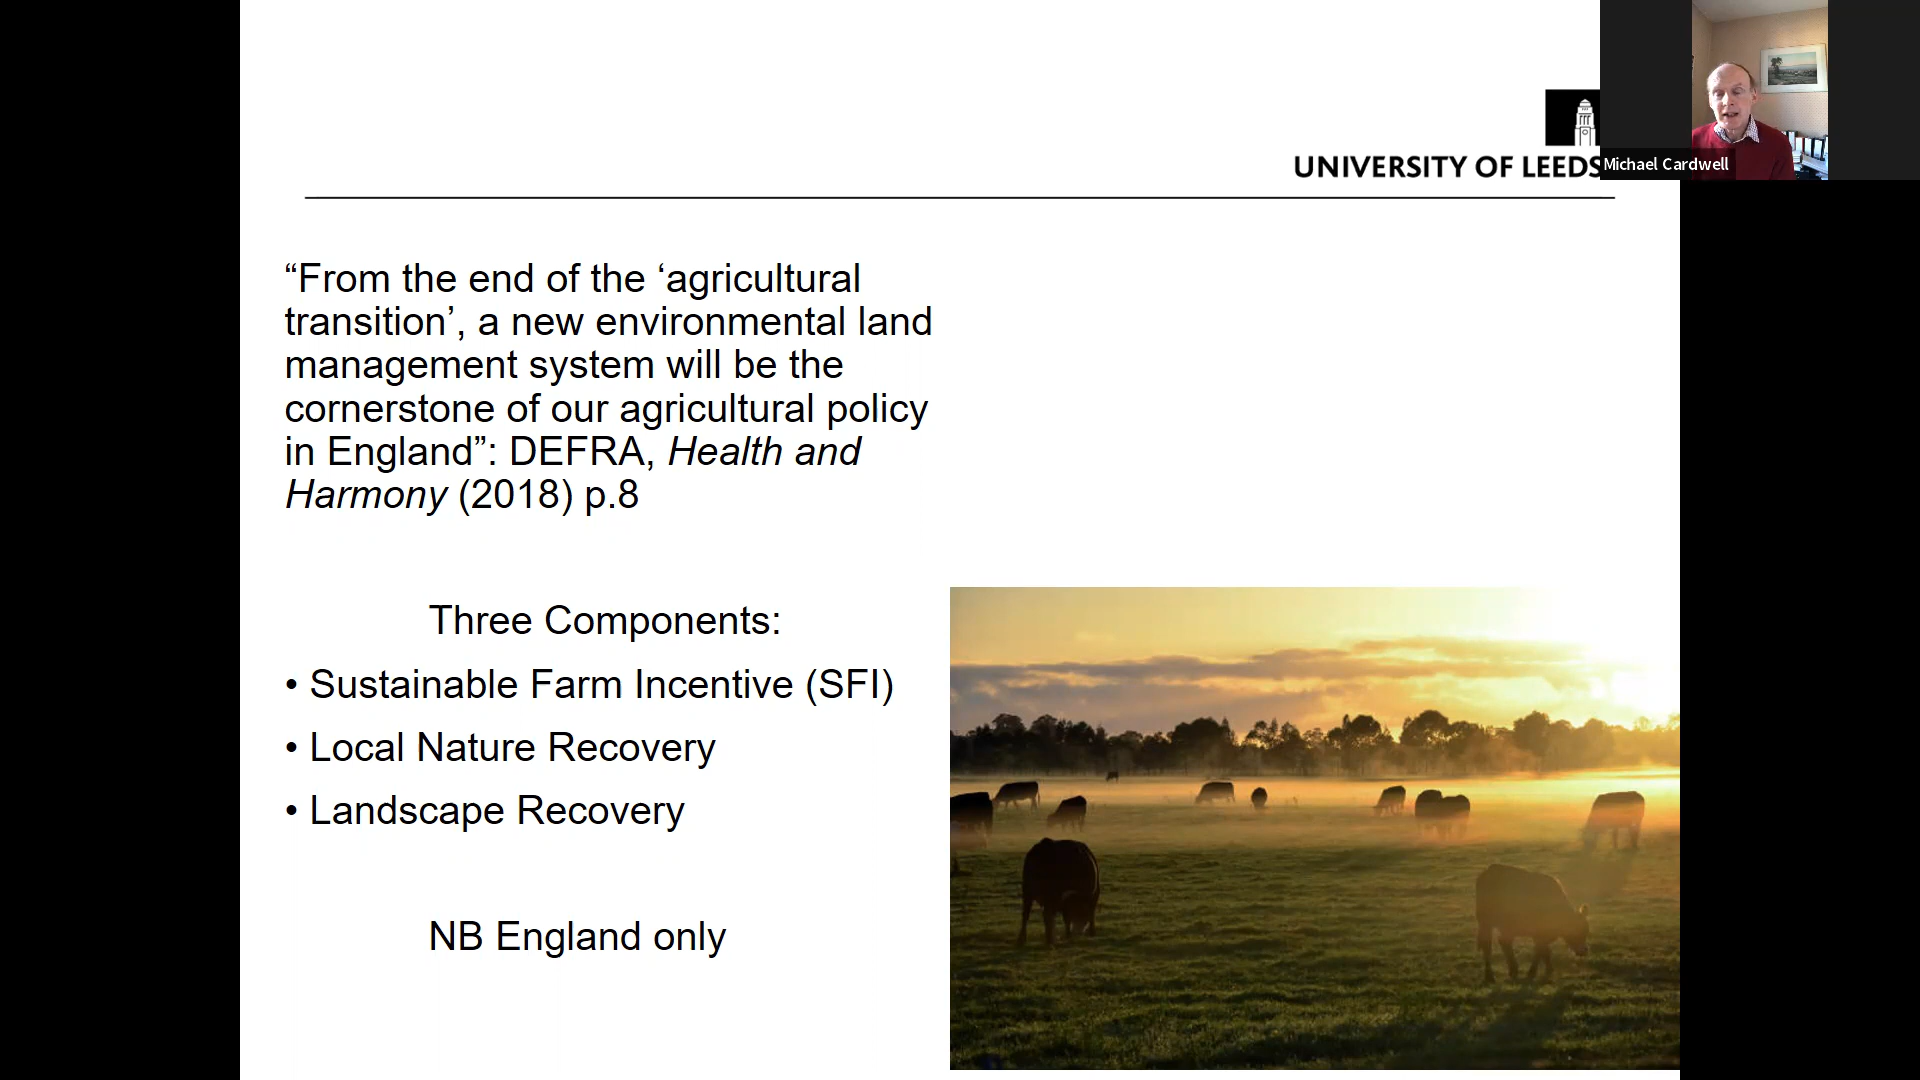 UNIVERSITY OF LEEDS
Michael Cardwell
“From the end of the ‘agricultural
transition’, a new environmental land
management system will be the
cornerstone of our agricultural policy
in England”: DEFRA, Health and
Harmony (2018) p.8
Three Components:
• Sustainable Farm Incentive (SFI)
• Local Nature Recovery
• Landscape Recovery
NB England only